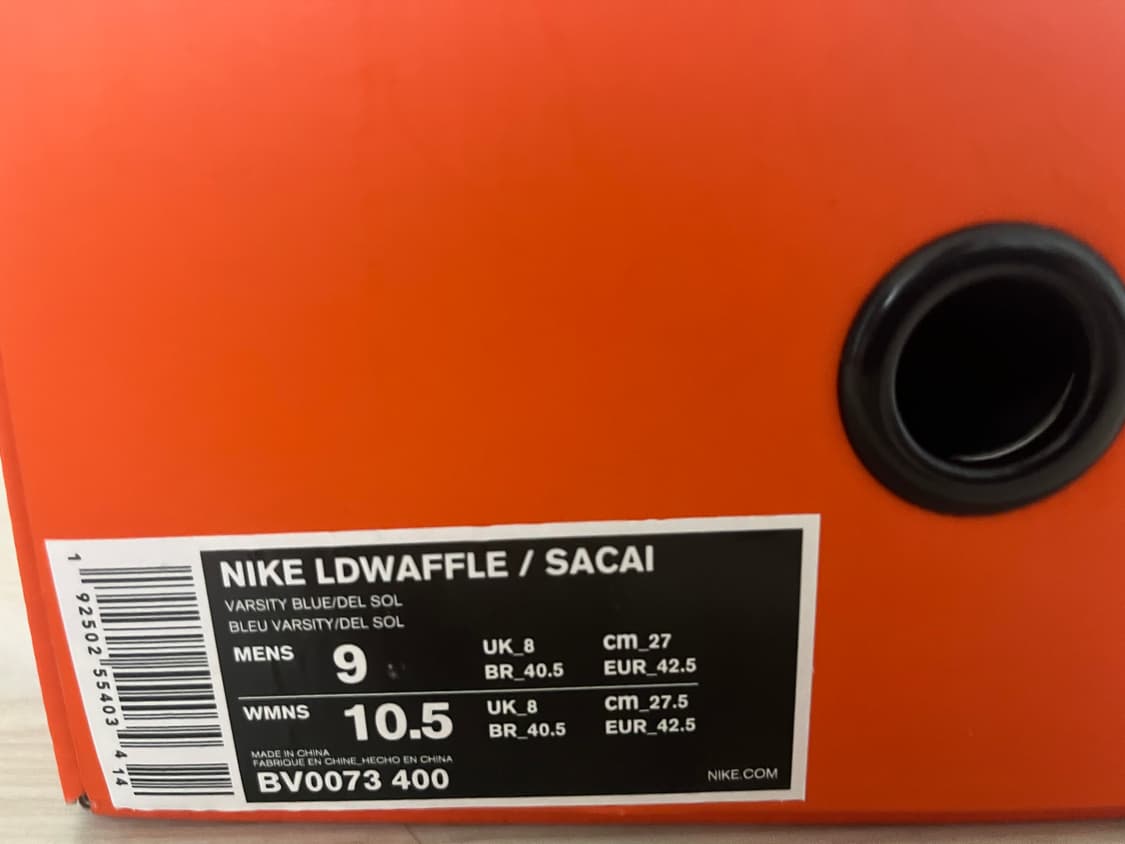 1 92502 55403 4 14
NIKE LDWAFFLE / SACAI
VARSITY BLUE/DEL SOL
BLEU VARSITY/DEL SOL
MENS 9 UK_8 cm_27
BR_40.5 EUR_42.5
WMNS 10.5 UK_8 cm_27.5
BR_40.5 EUR_42.5
MADE IN CHINA
FABRIQUE EN CHINE_HECHO EN CHINA
BV0073 400
NIKE.COM